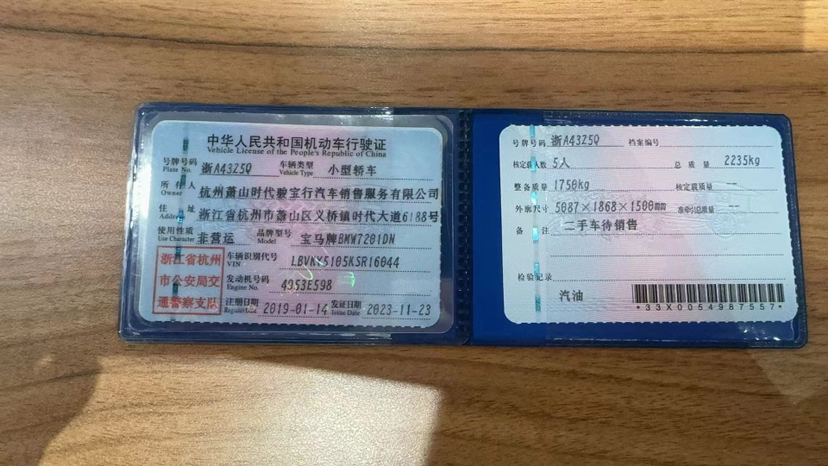 中华人民共和国机动车行驶证
Vehicle License of the People's Republic of China
号牌号码 Plate No. 浙A43Z5Q 车辆类型 Vehicle Type 小型轿车
所有人 Owner 杭州萧山时代骏宝行汽车销售服务有限公司
住址 Address 浙江省杭州市萧山区义桥镇时代大道6188号
使用性质 Use Character 非营运 品牌型号 Model 宝马牌BMW7201DN
浙江省杭州市公安局交通警察支队
车辆识别代号 VIN
发动机号码 Engine No. 4953E598
注册日期 Register Date 2019-01-14 发证日期 Issue Date 2023-11-23
号牌号码 浙A43Z5Q 档案编号
核定载人数 5人 总质量 2235kg
整备质量 1750kg 核定载质量 --
外廓尺寸 5087×1868×1500mm 准牵引总质量 --
备注 二手车待销售
检验记录
汽油
*33X0054987557*